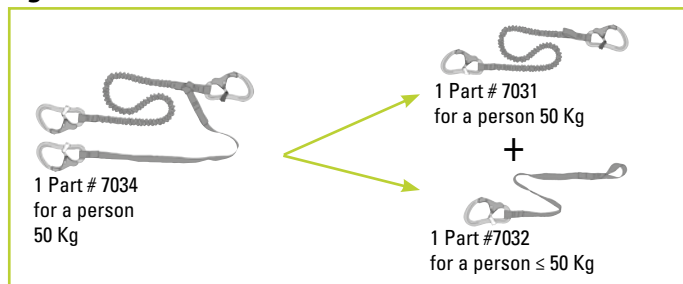 1 Part # 7034
for a person
50 Kg
1 Part # 7031
for a person 50 Kg
+
1 Part #7032
for a person ≤ 50 Kg